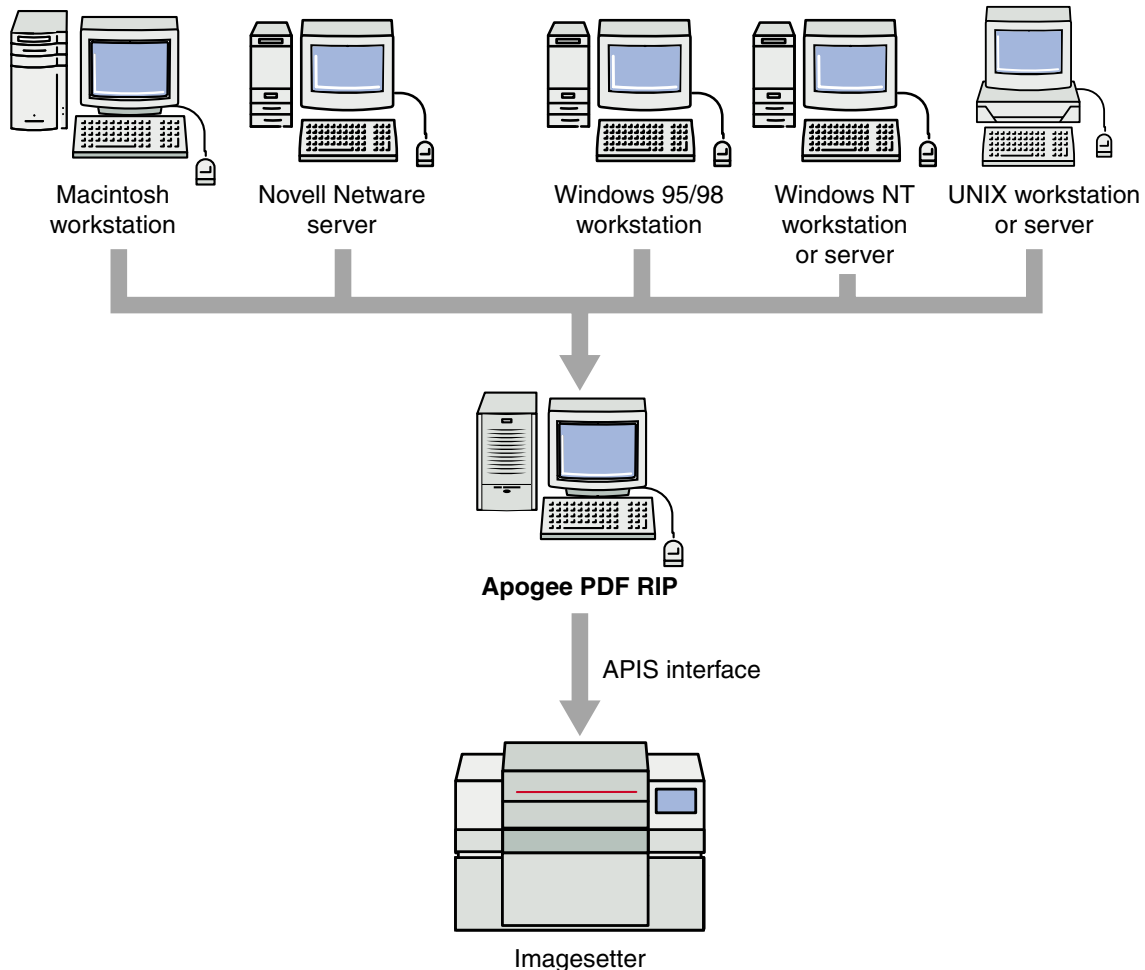 Macintosh
workstation
Novell Netware
server
Windows 95/98
workstation
Windows NT
workstation
or server
UNIX workstation
or server
Apogee PDF RIP
APIS interface
Imagesetter